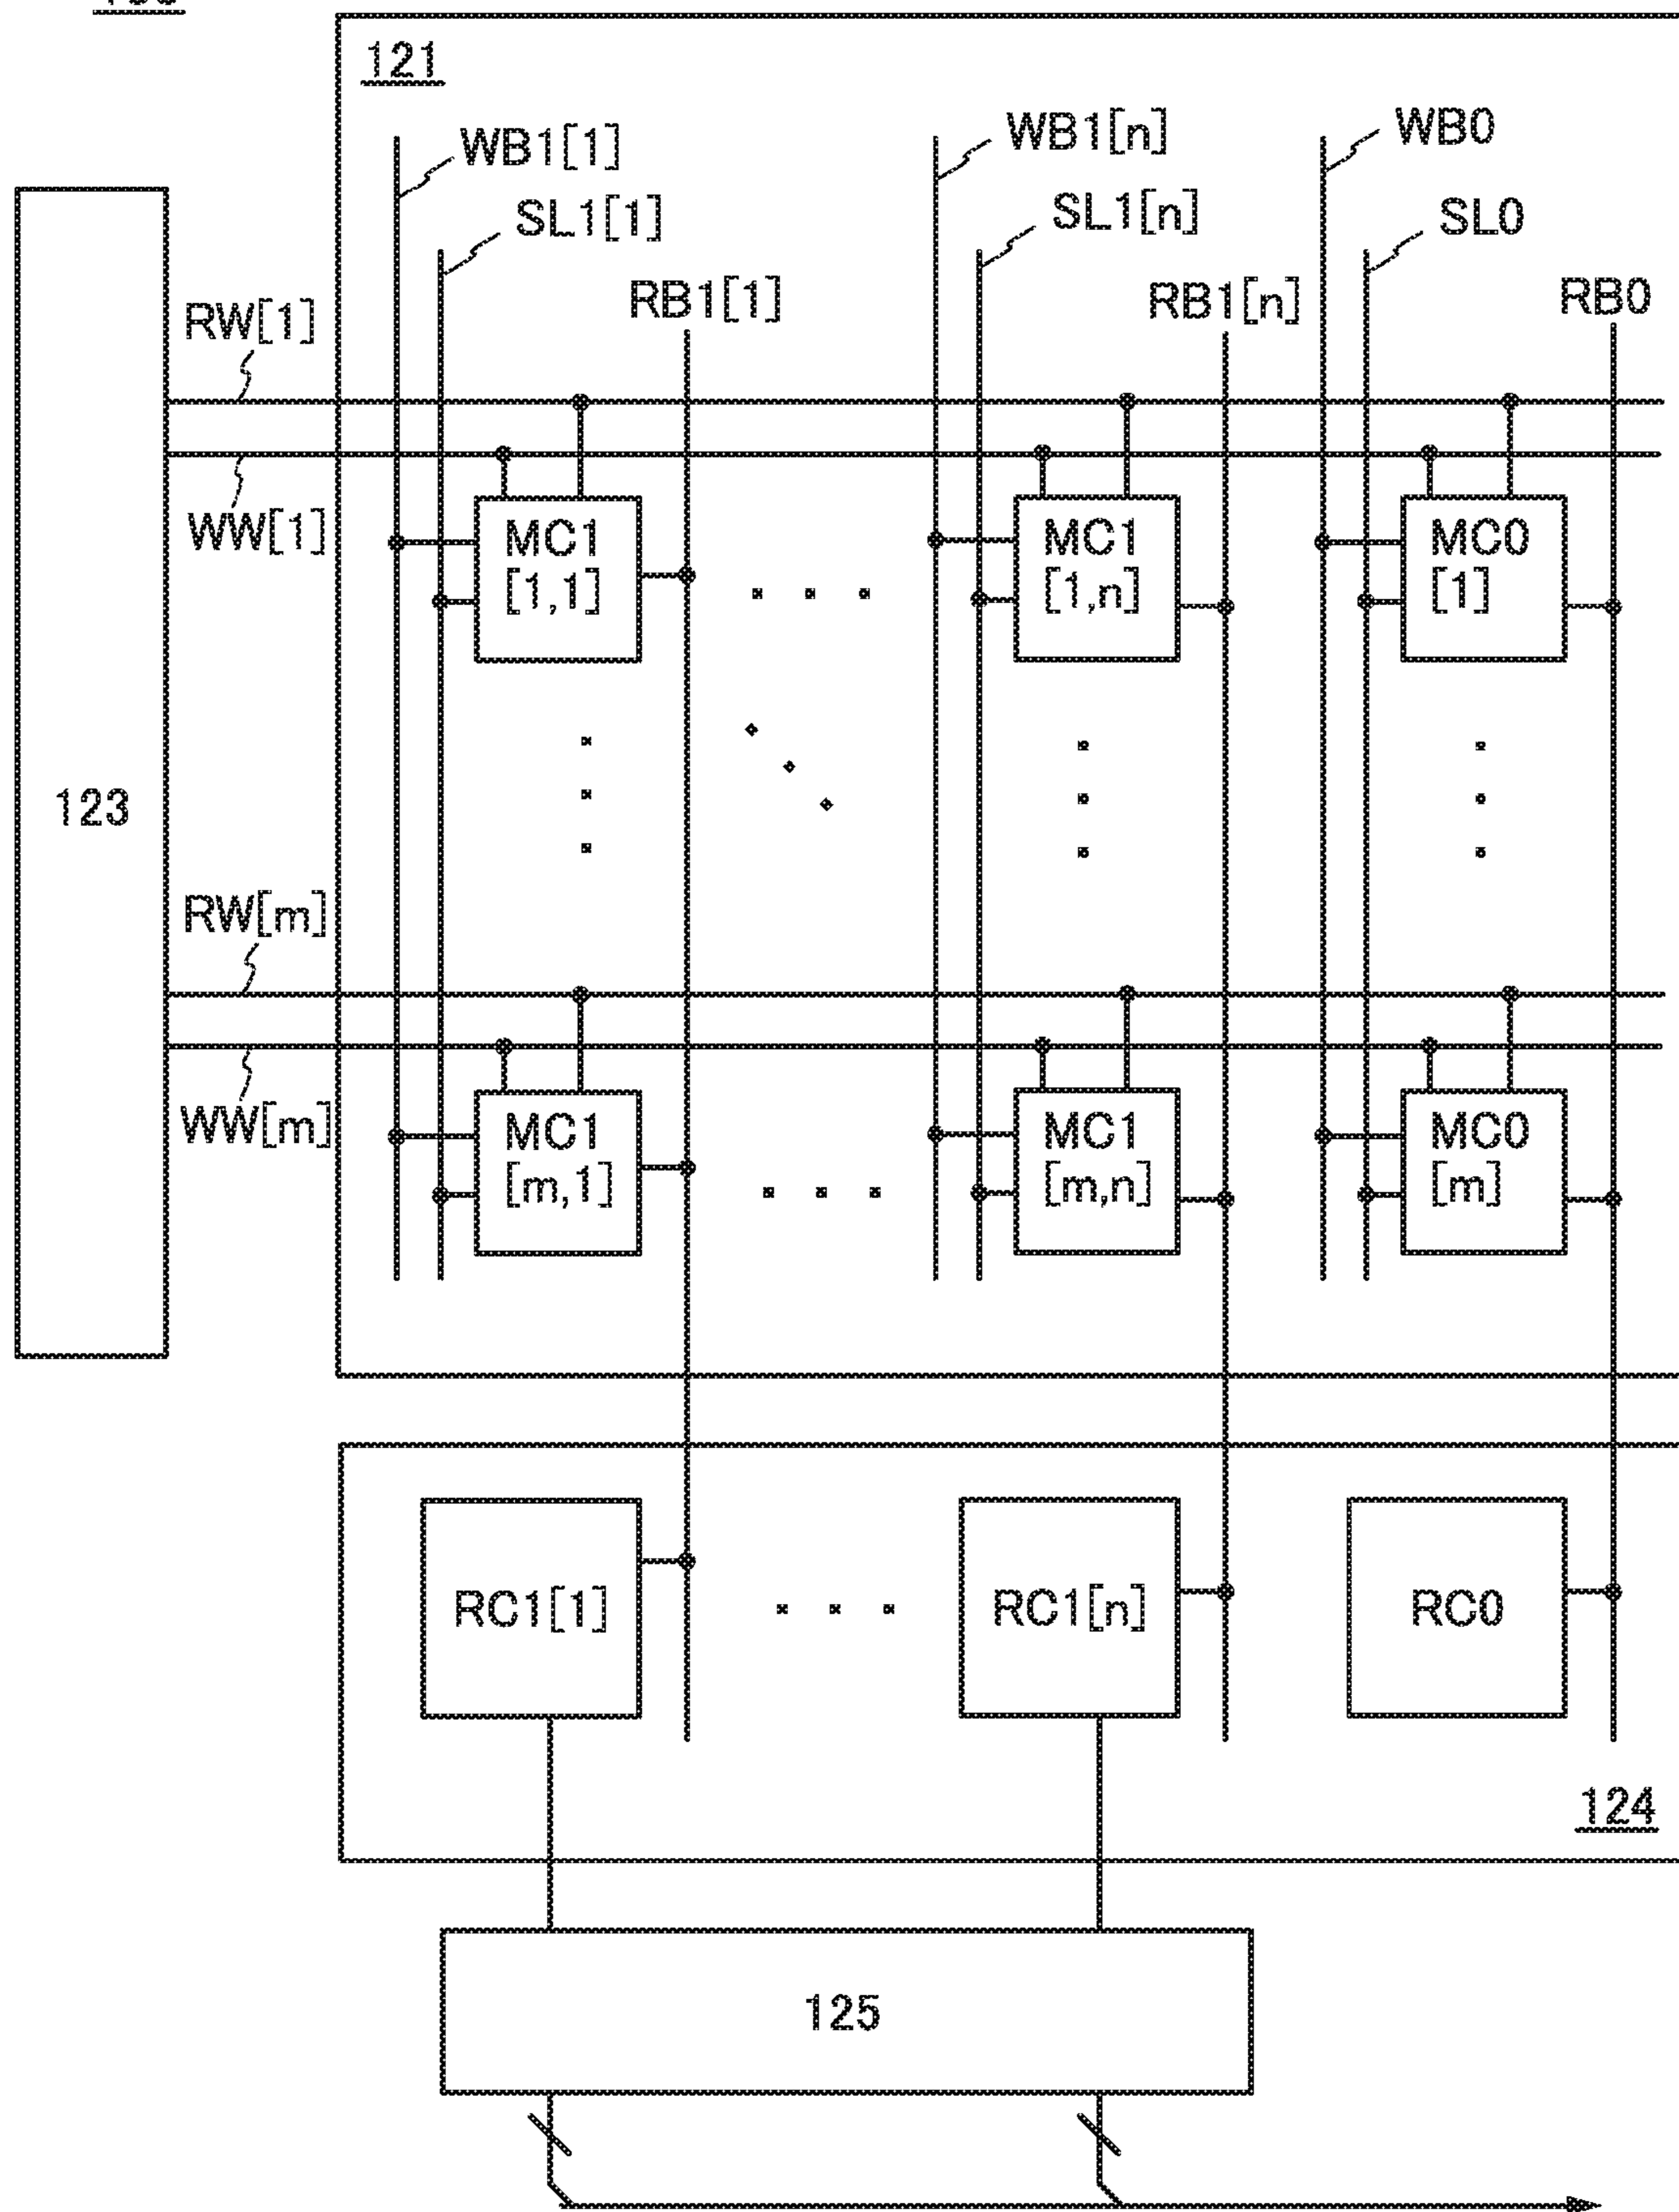 121
WB1[1]
WB1[n]
WB0
SL1[1]
SL1[n]
SL0
RB1[1]
RB1[n]
RB0
RW[1]
WW[1]
MC1
[1,1]
MC1
[1,n]
MC0
[1]
123
RW[m]
WW[m]
MC1
[m,1]
MC1
[m,n]
MC0
[m]
RC1[1]
RC1[n]
RC0
124
125